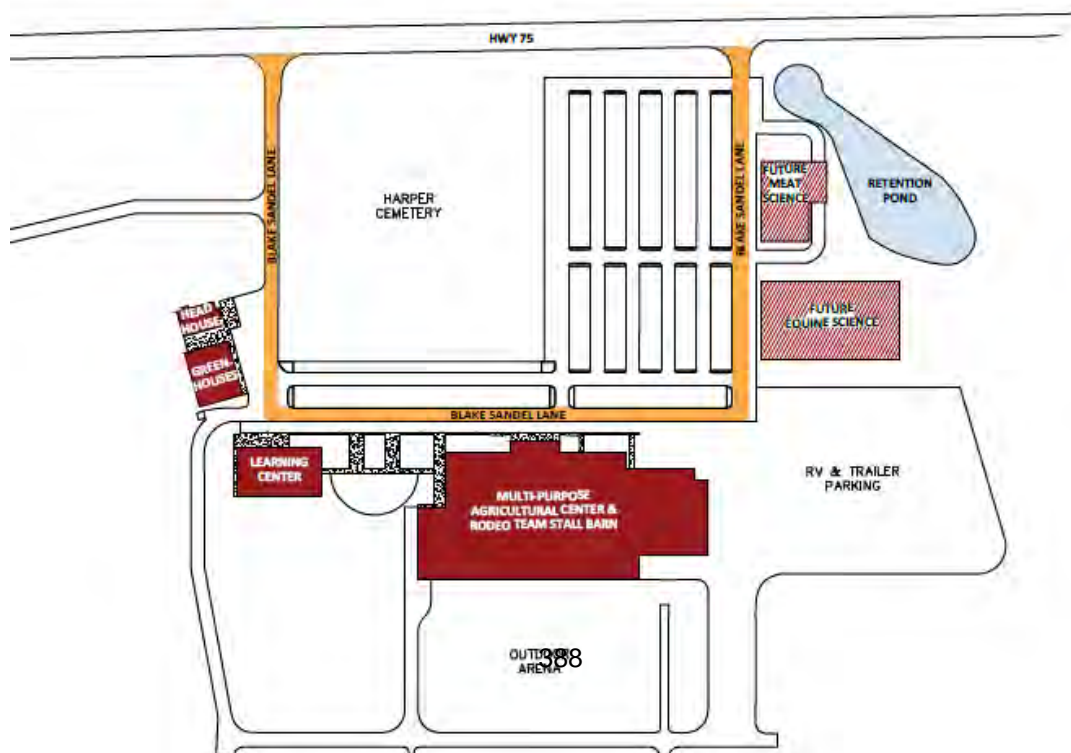 HWY 75
BLAKE SANDEL LANE
HARPER
CEMETERY
BLAKE SANDEL LANE
FUTURE
MEAT
SCIENCE
RETENTION
POND
HEAD
HOUSE
GREEN-
HOUSES
FUTURE
EQUINE SCIENCE
BLAKE SANDEL LANE
LEARNING
CENTER
MULTI-PURPOSE
AGRICULTURAL CENTER &
RODEO TEAM STALL BARN
RV & TRAILER
PARKING
OUTDOOR
ARENA
388